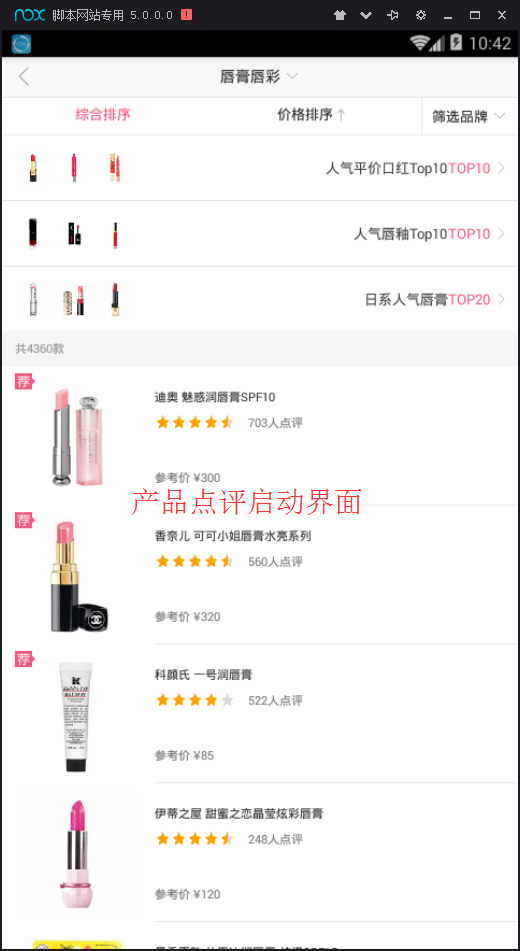 nox 脚本网站专用 5.0.0.0
10:42
唇膏唇彩
综合排序 价格排序 筛选品牌
人气平价口红Top10TOP10
人气唇釉Top10TOP10
日系人气唇膏TOP20
共4360款
荐
迪奥 魅惑润唇膏SPF10
703人点评
参考价 ¥300
产品点评启动界面
荐
香奈儿 可可小姐唇膏水亮系列
560人点评
参考价 ¥320
荐
科颜氏 一号润唇膏
522人点评
参考价 ¥85
伊蒂之屋 甜蜜之恋晶莹炫彩唇膏
248人点评
参考价 ¥120